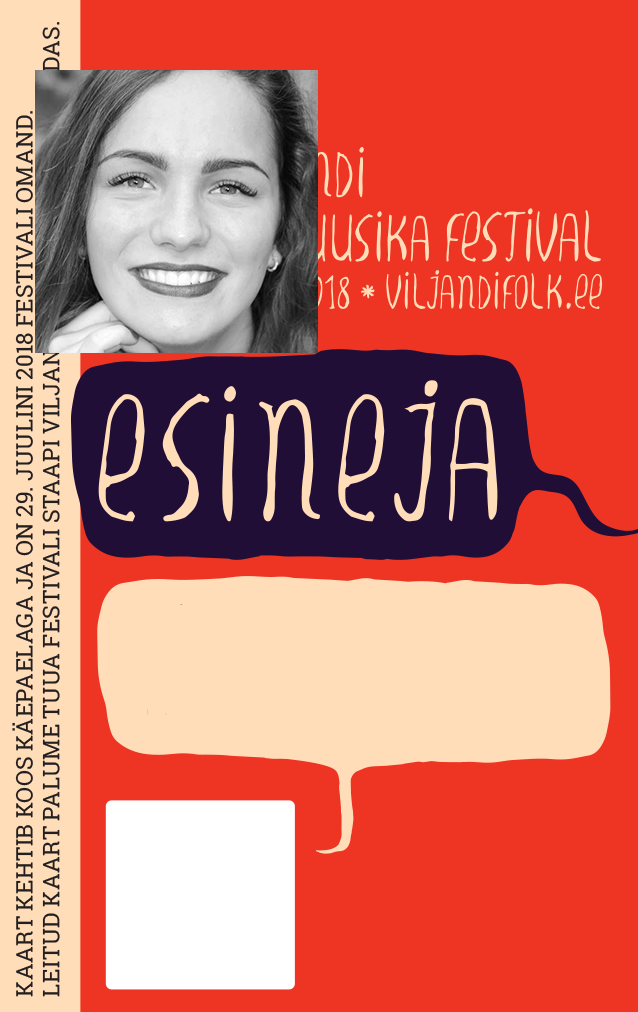 KAART KEHTIB KOOS KÄEPAELAGA JA ON 29. JUULINI 2018 FESTIVALI OMAND.
LEITUD KAART PALUME TUUA FESTIVALI STAAPI VILJAN DAS.
NDI
UUSIKA FESTIVAL
018 * VILJANDIFOLK.ee
esineja